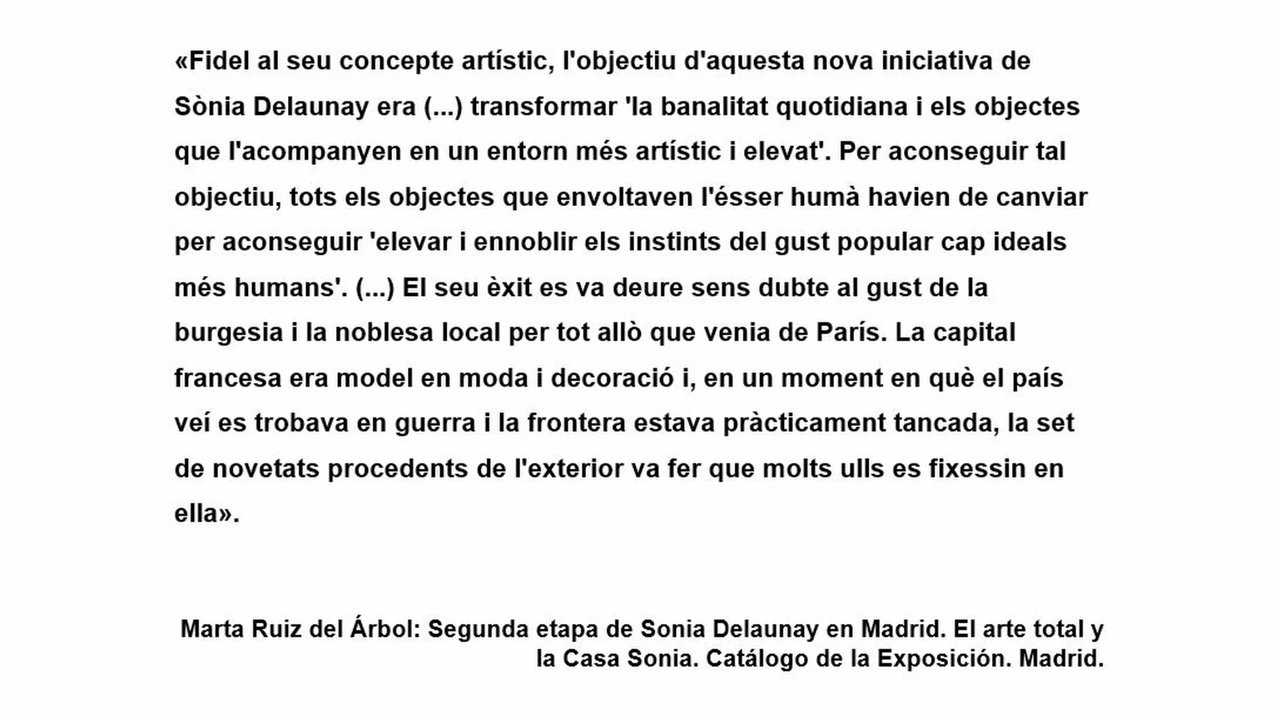 «Fidel al seu concepte artístic, l'objectiu d'aquesta nova iniciativa de
Sònia Delaunay era (...) transformar 'la banalitat quotidiana i els objectes
que l'acompanyen en un entorn més artístic i elevat'. Per aconseguir tal
objectiu, tots els objectes que envoltaven l'ésser humà havien de canviar
per aconseguir 'elevar i ennoblir els instints del gust popular cap ideals
més humans'. (...) El seu èxit es va deure sens dubte al gust de la
burgesia i la noblesa local per tot allò que venia de París. La capital
francesa era model en moda i decoració i, en un moment en què el país
veí es trobava en guerra i la frontera estava pràcticament tancada, la set
de novetats procedents de l'exterior va fer que molts ulls es fixessin en
ella».
Marta Ruiz del Árbol: Segunda etapa de Sonia Delaunay en Madrid. El arte total y
la Casa Sonia. Catálogo de la Exposición. Madrid.